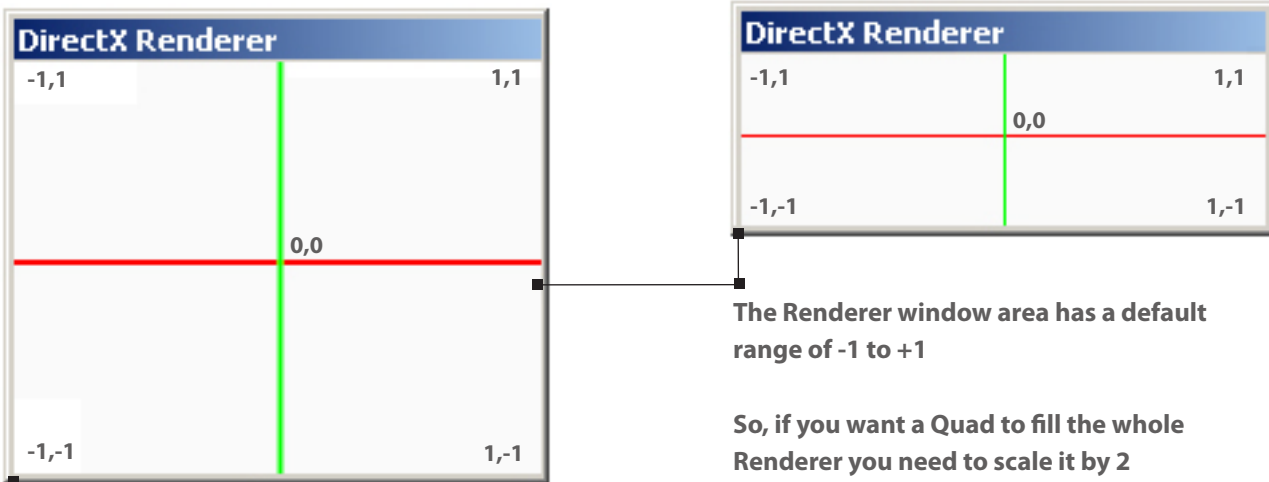 DirectX Renderer
-1,1
1,1
0,0
-1,-1
1,-1
DirectX Renderer
-1,1
1,1
0,0
-1,-1
1,-1
The Renderer window area has a default
range of -1 to +1
So, if you want a Quad to fill the whole
Renderer you need to scale it by 2